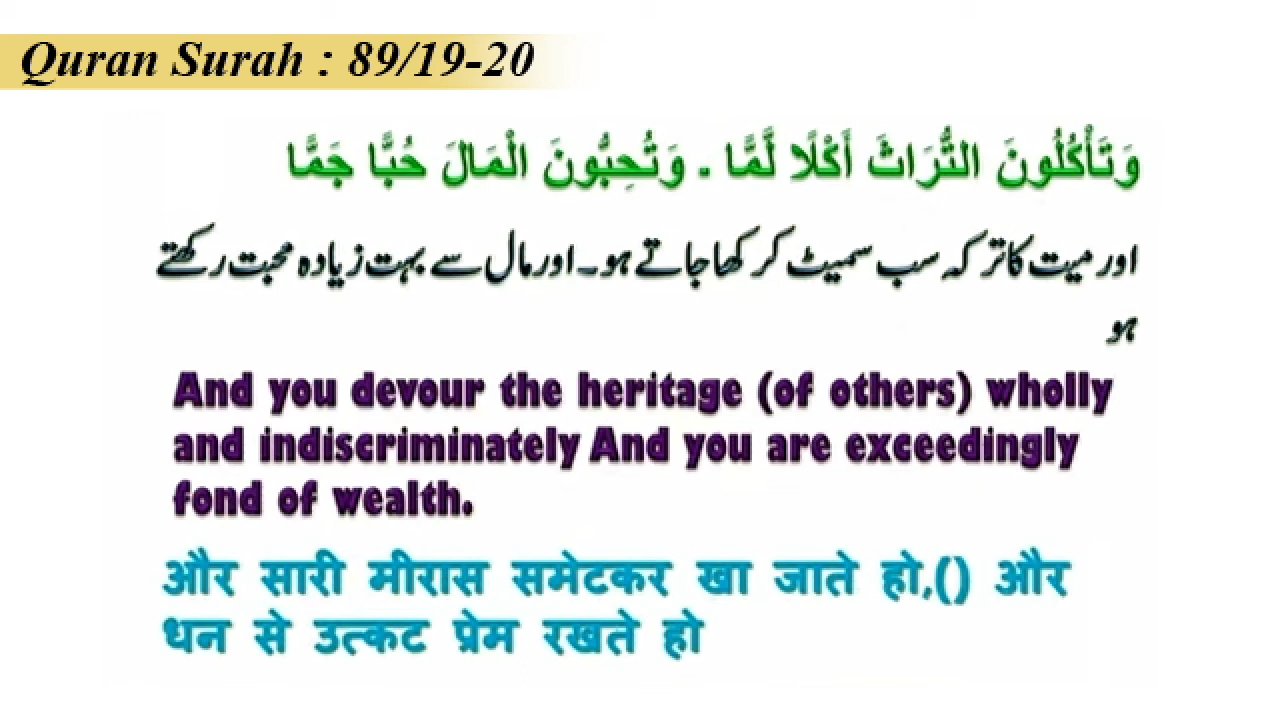 Quran Surah : 89/19-20
وَتَأْكُلُونَ التُّرَاثَ أَكْلًا لَّمًّا . وَتُحِبُّونَ الْمَالَ حُبًّا جَمًّا
اور میت کا ترکہ سب سمیٹ کر کھا جاتے ہو۔ اور مال سے بہت زیادہ محبت رکھتے
ہو
And you devour the heritage (of others) wholly
and indiscriminately And you are exceedingly
fond of wealth.
और सारी मीरास समेटकर खा जाते हो,() और
धन से उत्कट प्रेम रखते हो